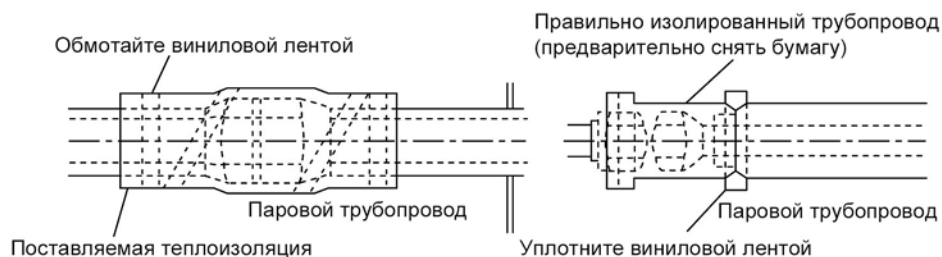 Обмотайте виниловой лентой
Правильно изолированный трубопровод
(предварительно снять бумагу)
Паровой трубопровод
Поставляемая теплоизоляция
Паровой трубопровод
Уплотните виниловой лентой